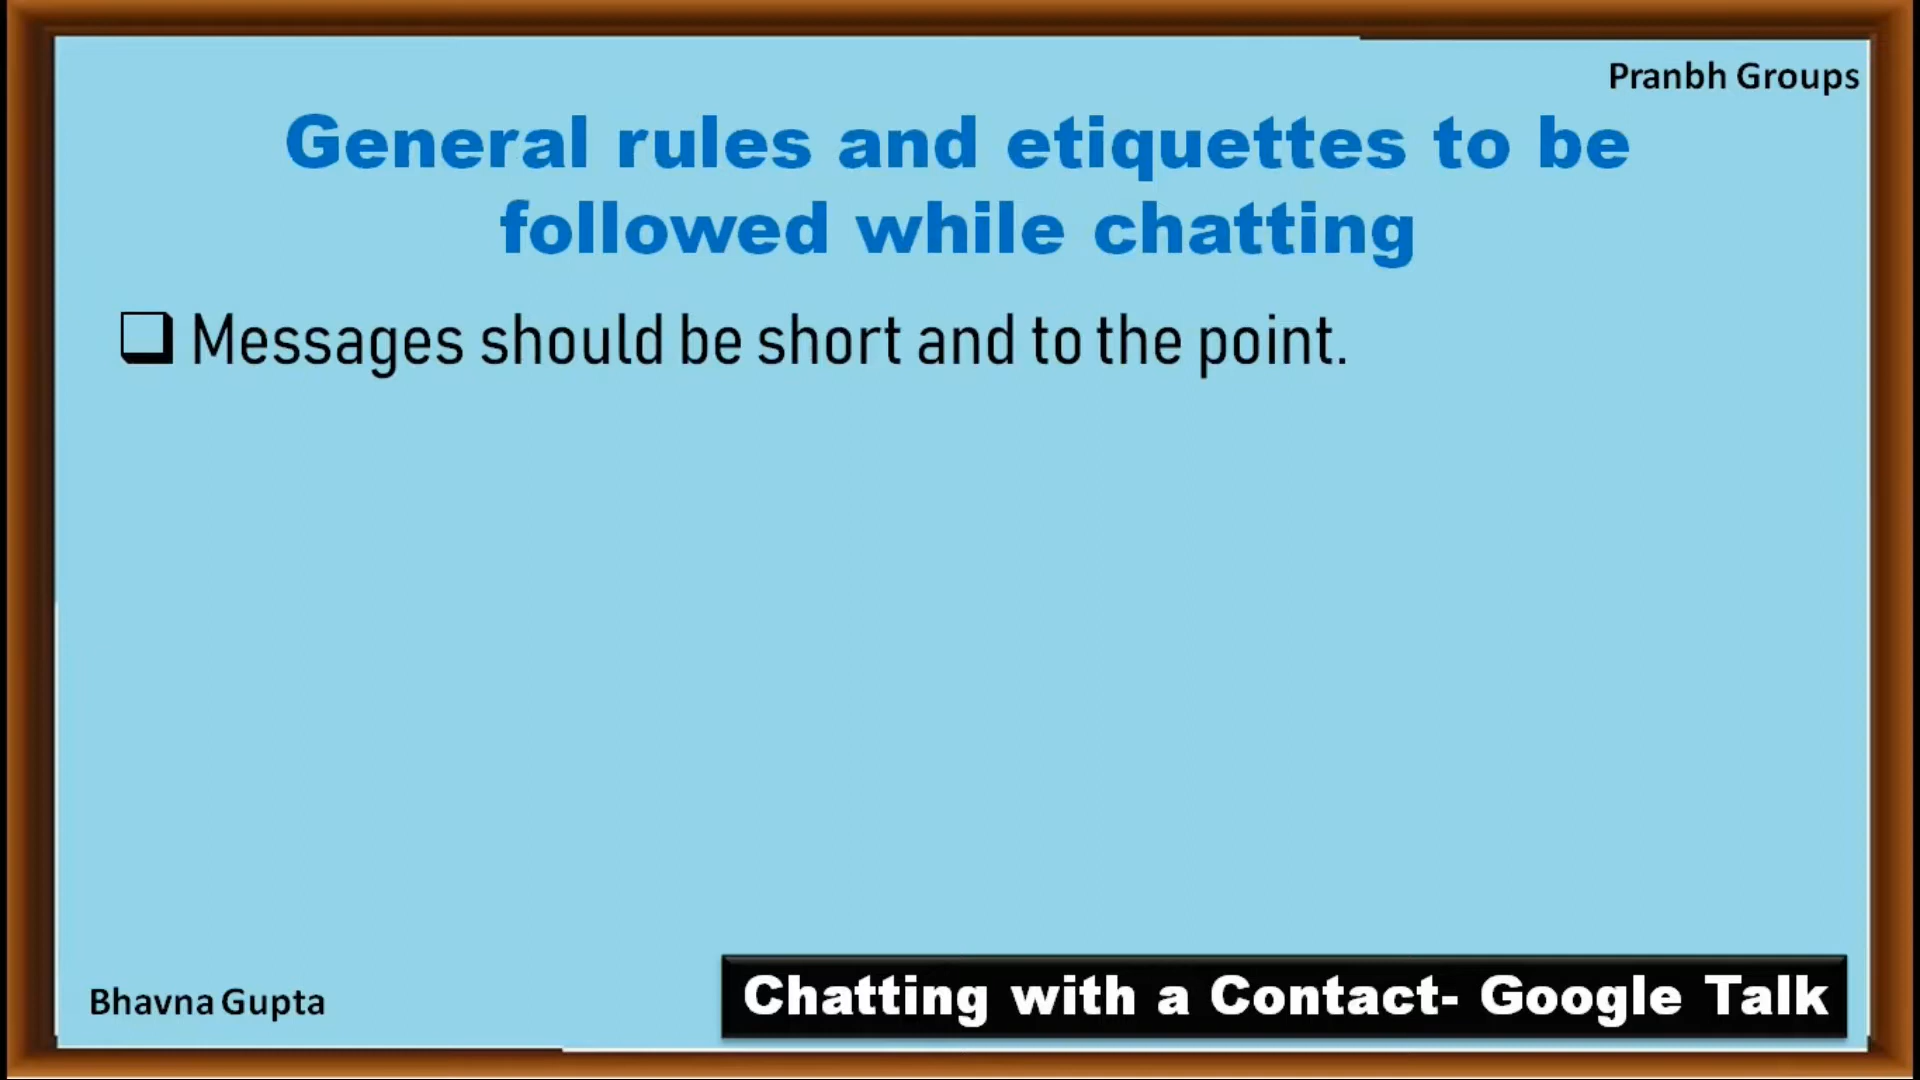 Pranbh Groups
General rules and etiquettes to be
followed while chatting
❑ Messages should be short and to the point.
Bhavna Gupta
Chatting with a Contact- Google Talk